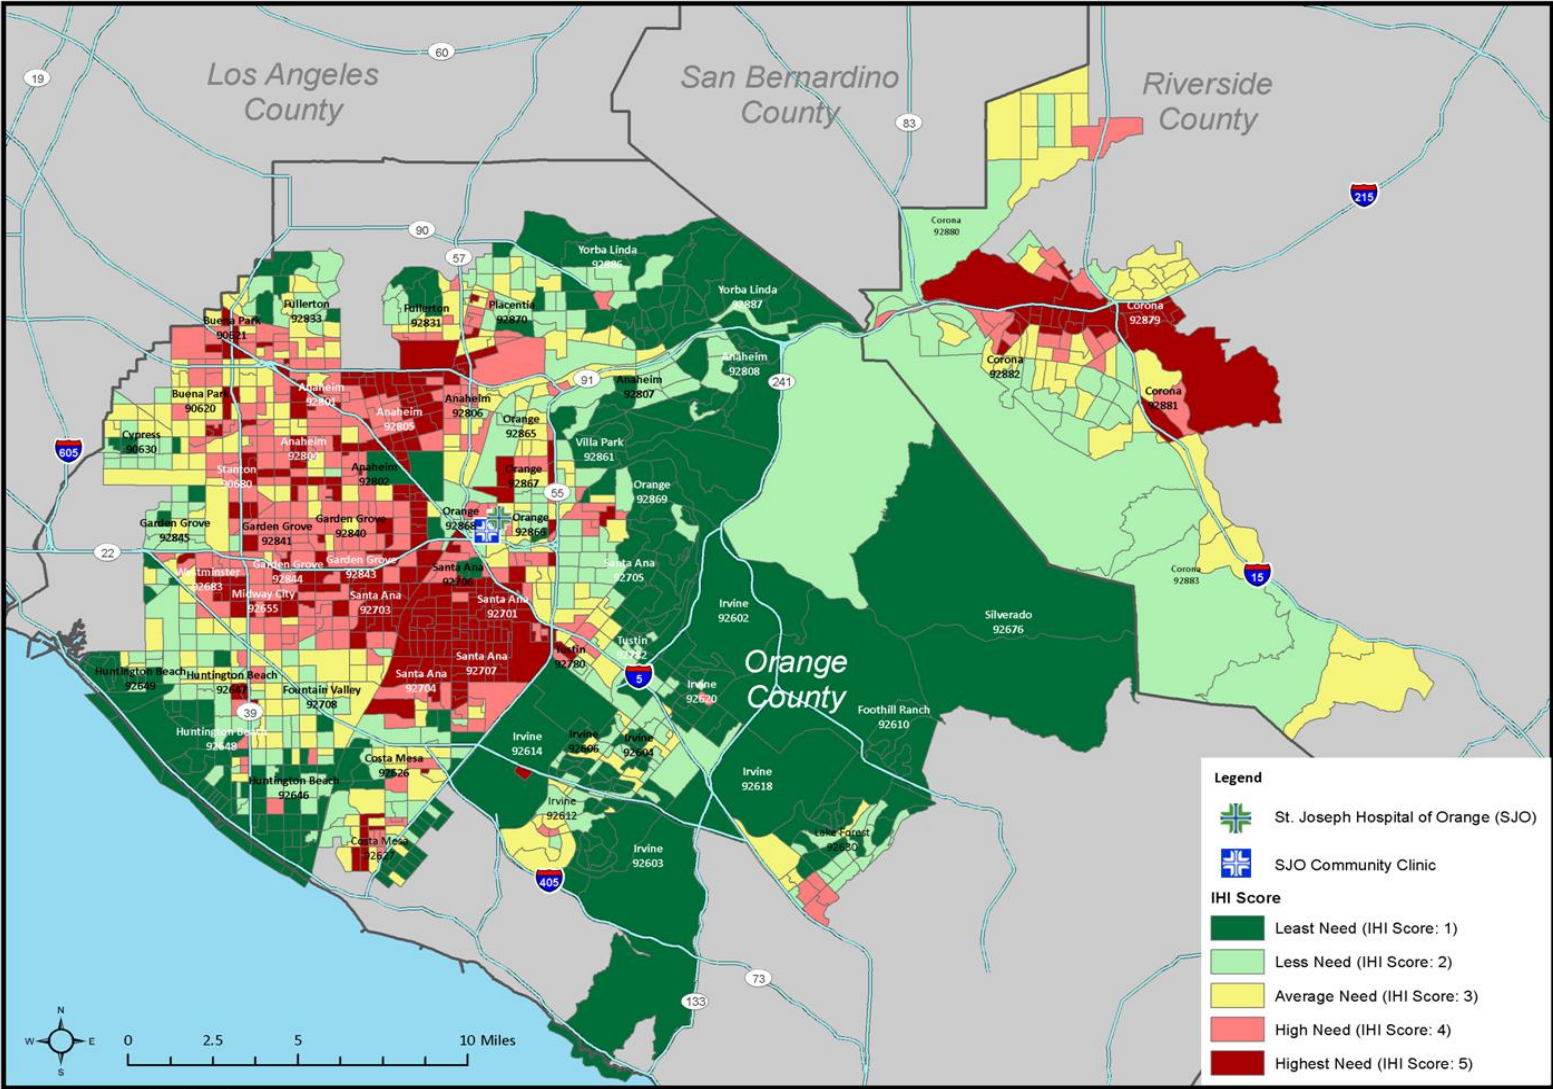 Los Angeles
County
San Bernardino
County
Riverside
County
60
19
83
215
90
57
Yorba Linda
92886
Yorba Linda
92887
Corona
92880
Fullerton
92833
Fullerton
92831
Placentia
92870
Buena Park
90621
Corona
92879
Anaheim
92808
91
241
Corona
92882
Anaheim
92807
Buena Park
90620
Anaheim
92801
Anaheim
92805
Anaheim
92806
Corona
92881
Orange
92865
Cypress
90630
605
Anaheim
92804
Villa Park
92861
Stanton
90680
Anaheim
92802
Orange
92867
Orange
92869
55
Garden Grove
92845
Garden Grove
92841
Garden Grove
92840
Orange
92868
Orange
92866
22
Westminster
92683
Garden Grove
92844
Garden Grove
92843
Santa Ana
92706
Santa Ana
92705
Corona
92883
15
Midway City
92655
Santa Ana
92703
Santa Ana
92701
Irvine
92602
Silverado
92676
Tustin
92782
Tustin
92780
Santa Ana
92707
Orange
County
5
Huntington Beach
92649
Huntington Beach
92647
Santa Ana
92704
Fountain Valley
92708
Irvine
92620
39
Foothill Ranch
92610
Huntington Beach
92648
Irvine
92614
Irvine
92606
Irvine
92604
Costa Mesa
92626
Huntington Beach
92646
Irvine
92618
Irvine
92612
Lake Forest
92630
Costa Mesa
92627
Irvine
92603
405
73
133
N
W
E
S
0
2.5
5
10 Miles
Legend
St. Joseph Hospital of Orange (SJO)
SJO Community Clinic
IHI Score
Least Need (IHI Score: 1)
Less Need (IHI Score: 2)
Average Need (IHI Score: 3)
High Need (IHI Score: 4)
Highest Need (IHI Score: 5)